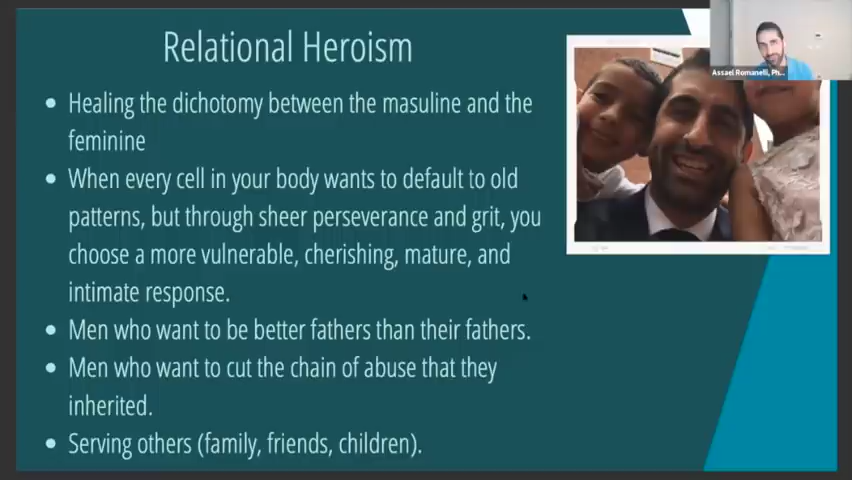 Relational Heroism
Assael Romanelli, Ph...
• Healing the dichotomy between the masuline and the
feminine
• When every cell in your body wants to default to old
patterns, but through sheer perseverance and grit, you
choose a more vulnerable, cherishing, mature, and
intimate response.
• Men who want to be better fathers than their fathers.
• Men who want to cut the chain of abuse that they
inherited.
• Serving others (family, friends, children).